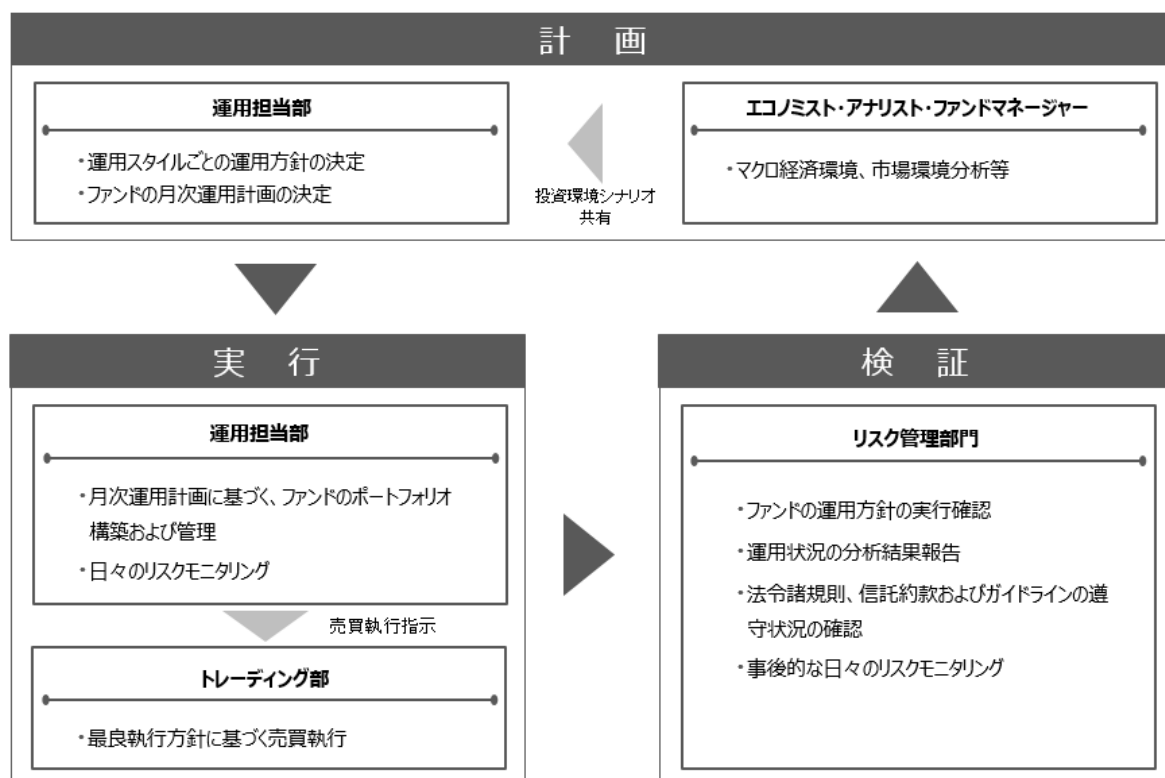 計 画
運用担当部
・運用スタイルごとの運用方針の決定
・ファンドの月次運用計画の決定
投資環境シナリオ
共有
エコノミスト・アナリスト・ファンドマネージャー
・マクロ経済環境、市場環境分析等
実 行
運用担当部
・月次運用計画に基づく、ファンドのポートフォリオ
構築および管理
・日々のリスクモニタリング
売買執行指示
トレーディング部
・最良執行方針に基づく売買執行
検 証
リスク管理部門
・ファンドの運用方針の実行確認
・運用状況の分析結果報告
・法令諸規則、信託約款およびガイドラインの遵
守状況の確認
・事後的な日々のリスクモニタリング